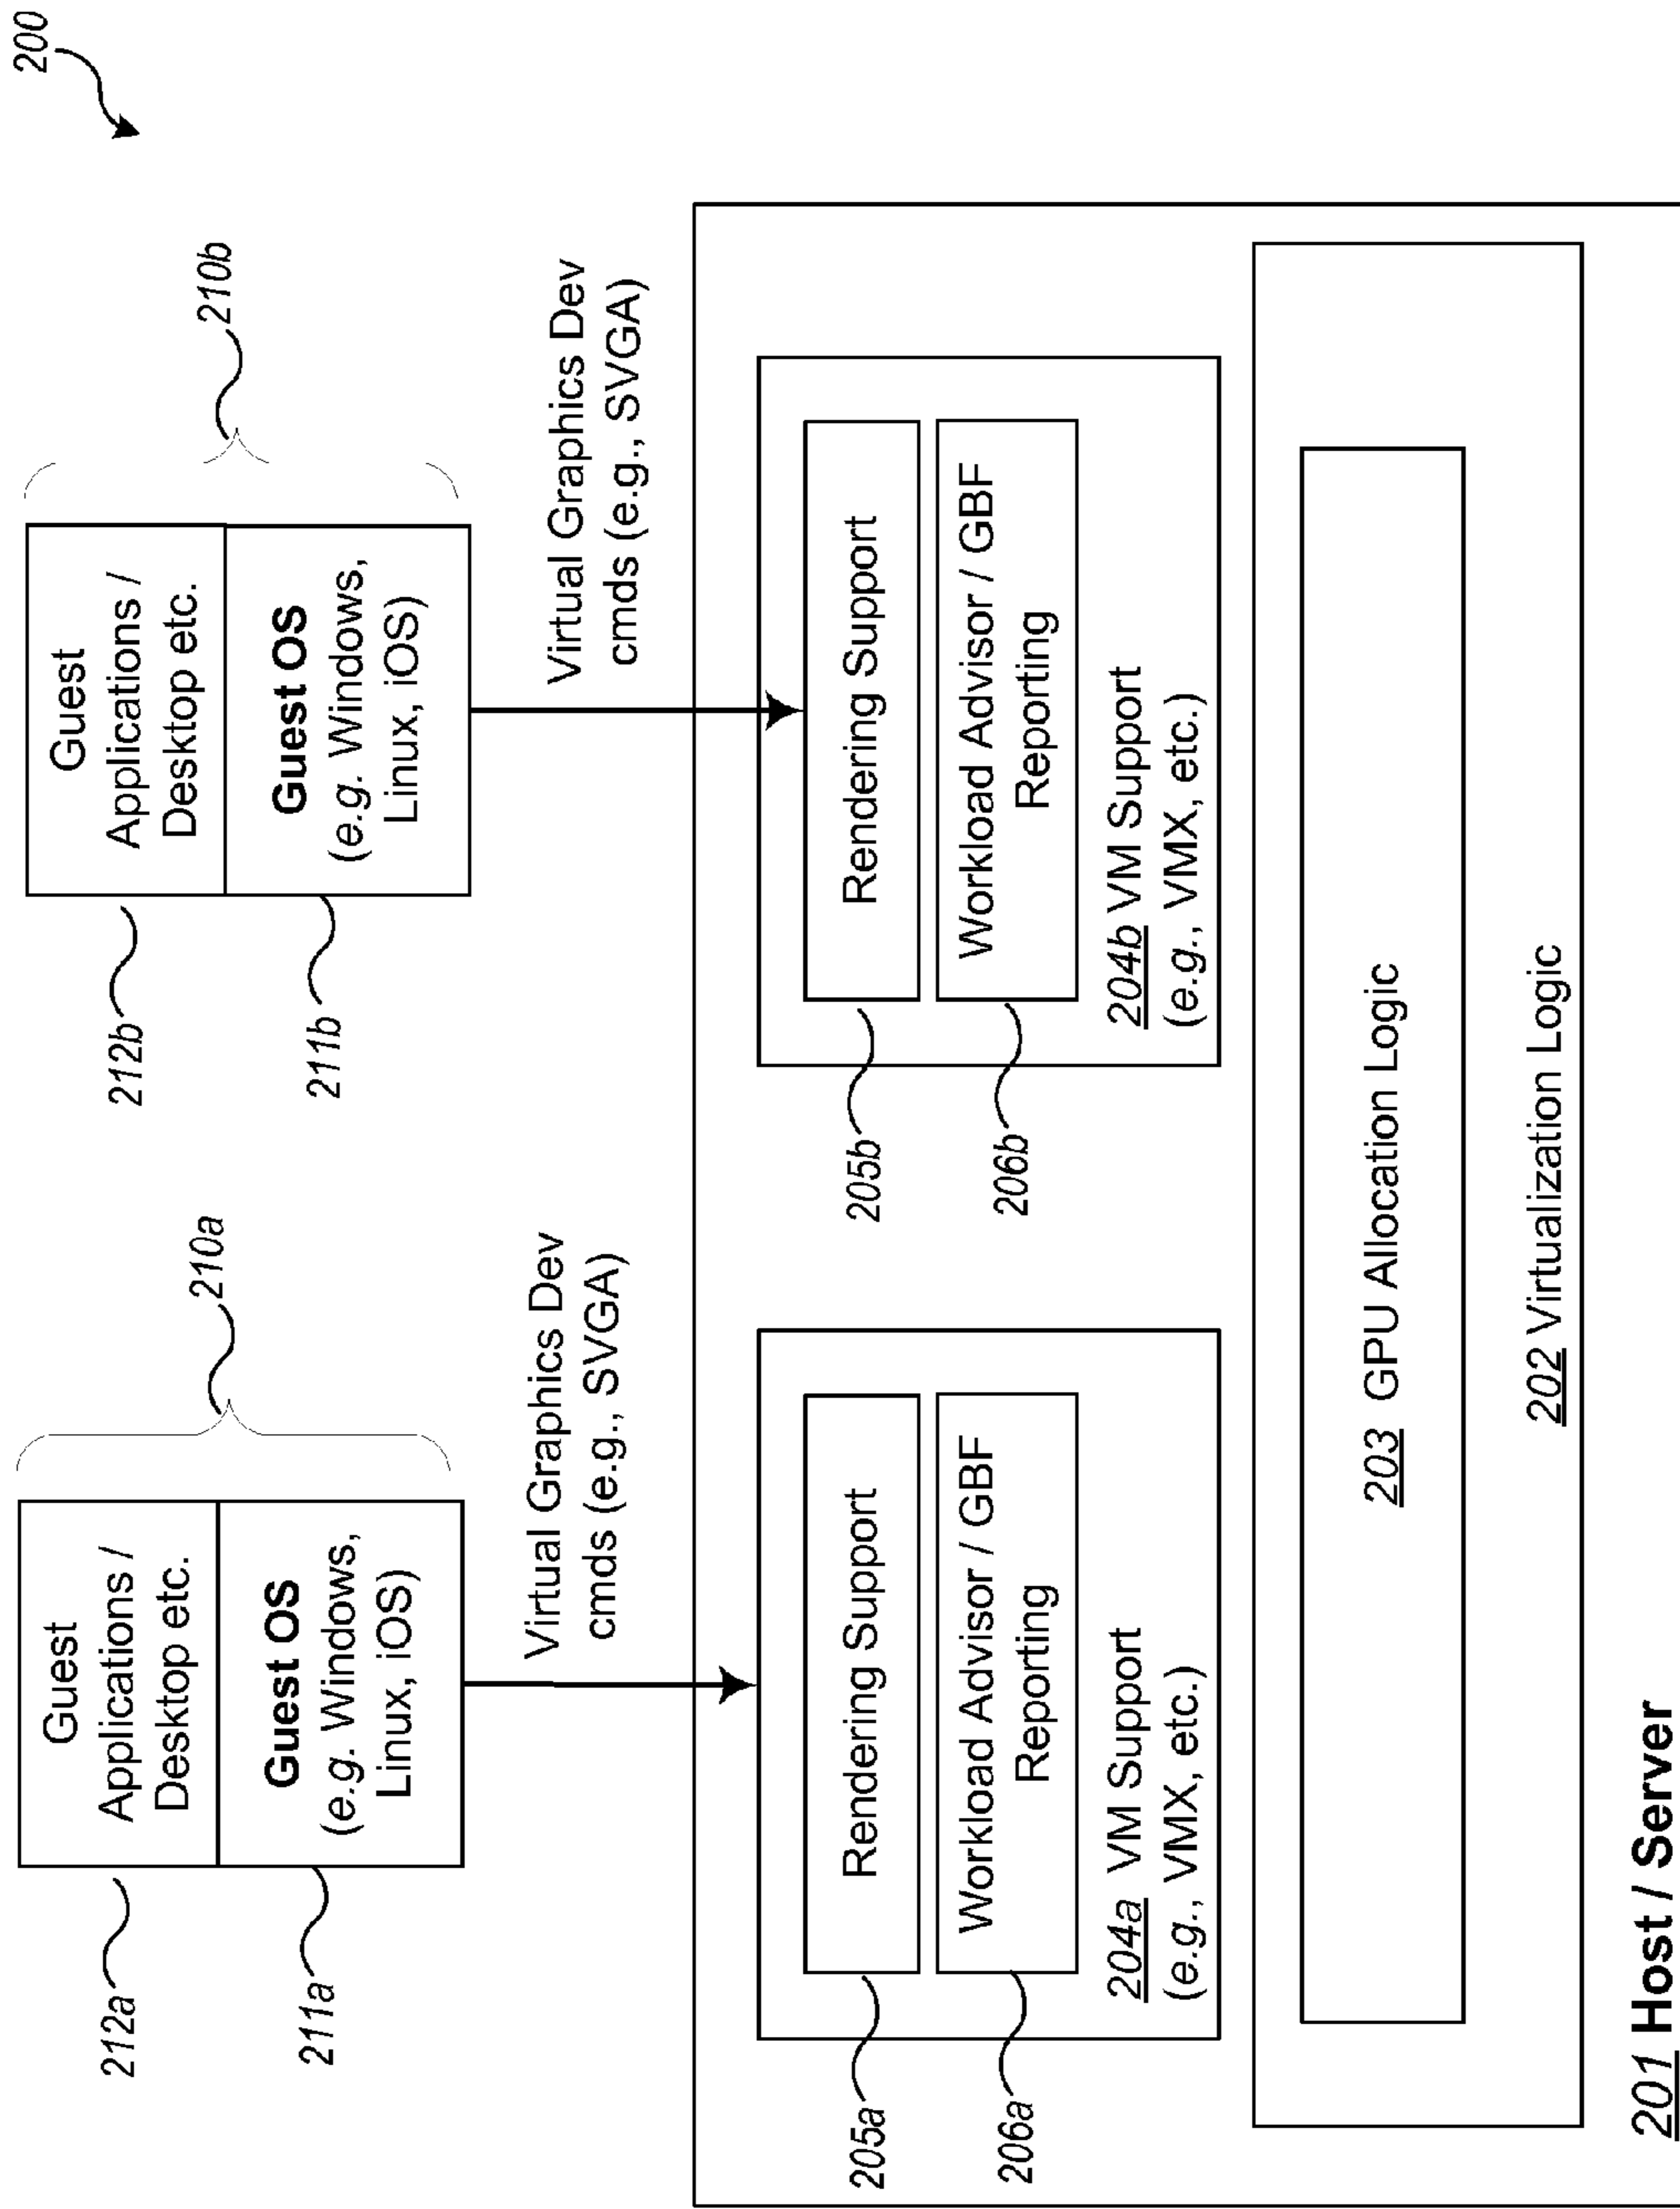 200
Guest
Applications /
Desktop etc.
Guest OS
(e.g. Windows,
Linux, iOS)
212a
211a
210a
Guest
Applications /
Desktop etc.
Guest OS
(e.g. Windows,
Linux, iOS)
212b
211b
210b
Virtual Graphics Dev
cmds (e.g., SVGA)
Virtual Graphics Dev
cmds (e.g., SVGA)
Rendering Support
Workload Advisor / GBF
Reporting
204a VM Support
(e.g., VMX, etc.)
205a
206a
Rendering Support
Workload Advisor / GBF
Reporting
204b VM Support
(e.g., VMX, etc.)
205b
206b
203 GPU Allocation Logic
202 Virtualization Logic
201 Host / Server